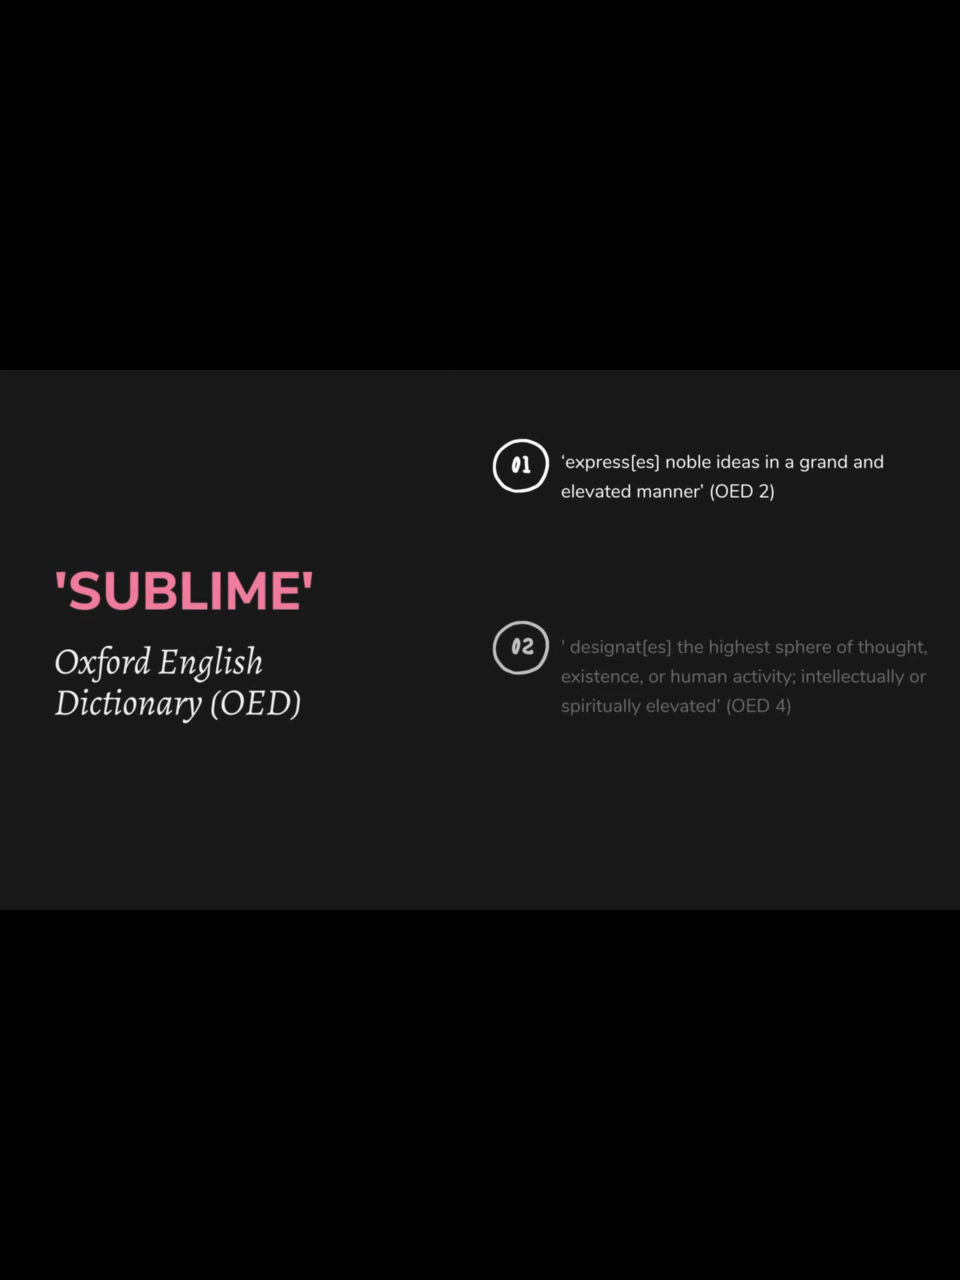 'SUBLIME'
Oxford English
Dictionary (OED)
01
‘express[es] noble ideas in a grand and
elevated manner’ (OED 2)
02
' designat[es] the highest sphere of thought,
existence, or human activity; intellectually or
spiritually elevated’ (OED 4)